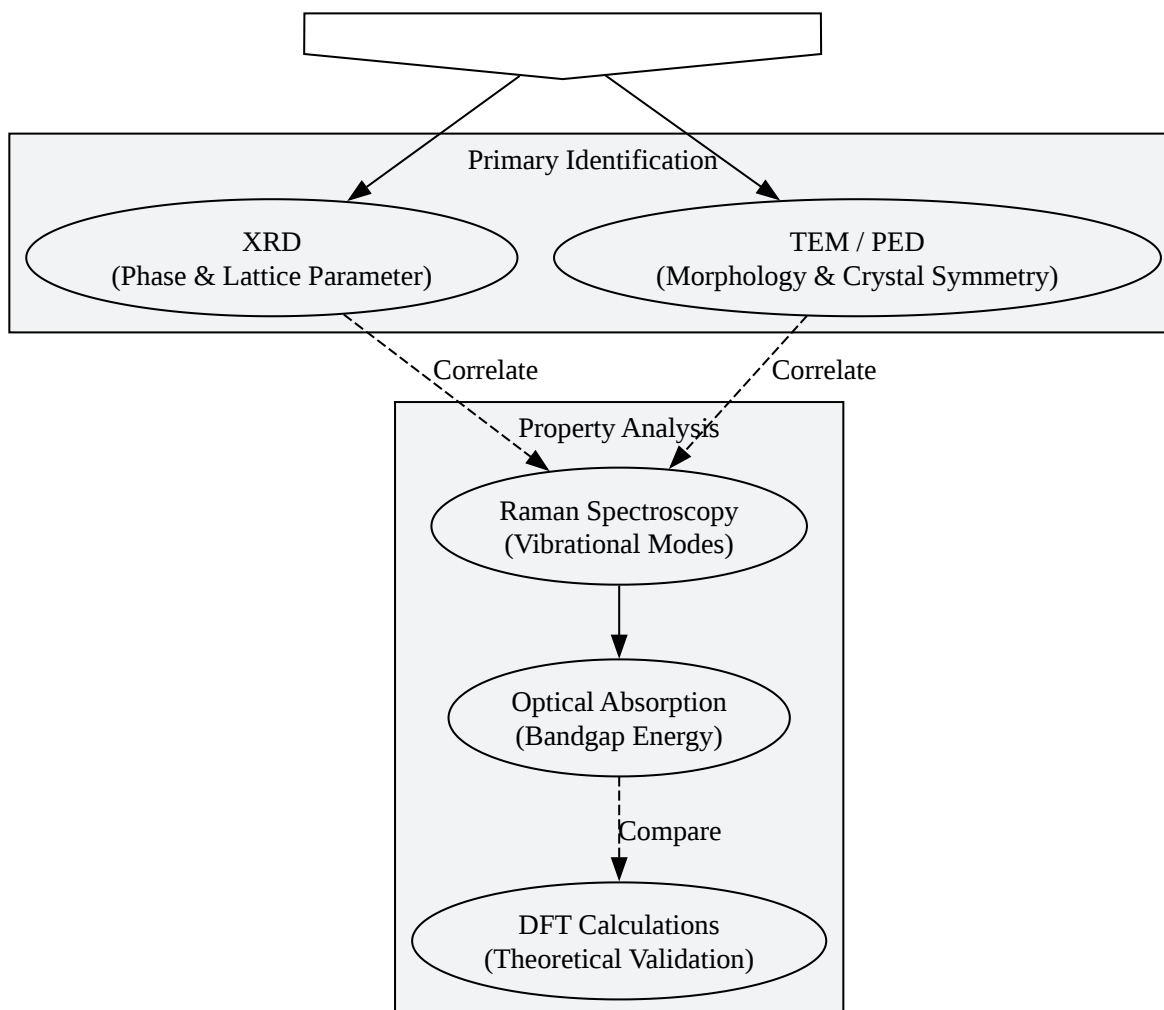 Primary Identification
XRD
(Phase & Lattice Parameter)
TEM / PED
(Morphology & Crystal Symmetry)
Correlate
Correlate
Property Analysis
Raman Spectroscopy
(Vibrational Modes)
Optical Absorption
(Bandgap Energy)
Compare
DFT Calculations
(Theoretical Validation)